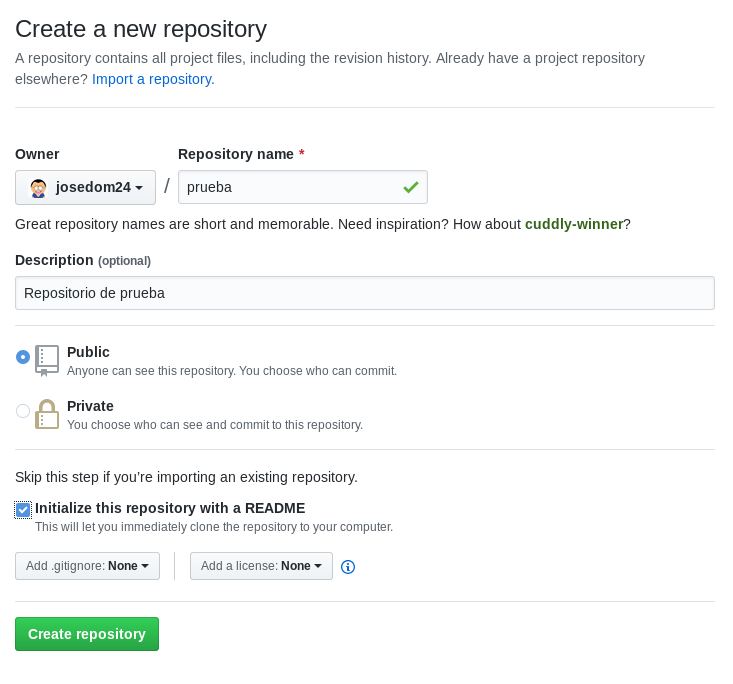 Create a new repository
A repository contains all project files, including the revision history. Already have a project repository
elsewhere? Import a repository.
Owner
Repository name *
josedom24 / prueba
Great repository names are short and memorable. Need inspiration? How about cuddly-winner?
Description (optional)
Repositorio de prueba
Public
Anyone can see this repository. You choose who can commit.
Private
You choose who can see and commit to this repository.
Skip this step if you’re importing an existing repository.
Initialize this repository with a README
This will let you immediately clone the repository to your computer.
Add .gitignore: None
Add a license: None
Create repository